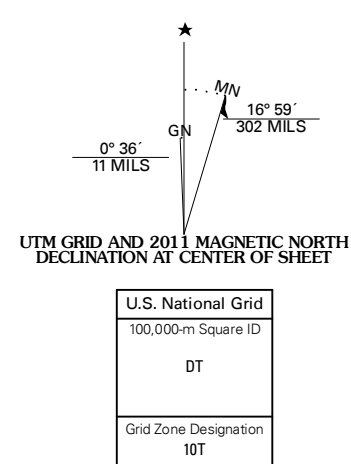 ★
MN
16° 59´
302 MILS
GN
0° 36´
11 MILS
UTM GRID AND 2011 MAGNETIC NORTH
DECLINATION AT CENTER OF SHEET
U.S. National Grid
100,000-m Square ID
DT
Grid Zone Designation
10T